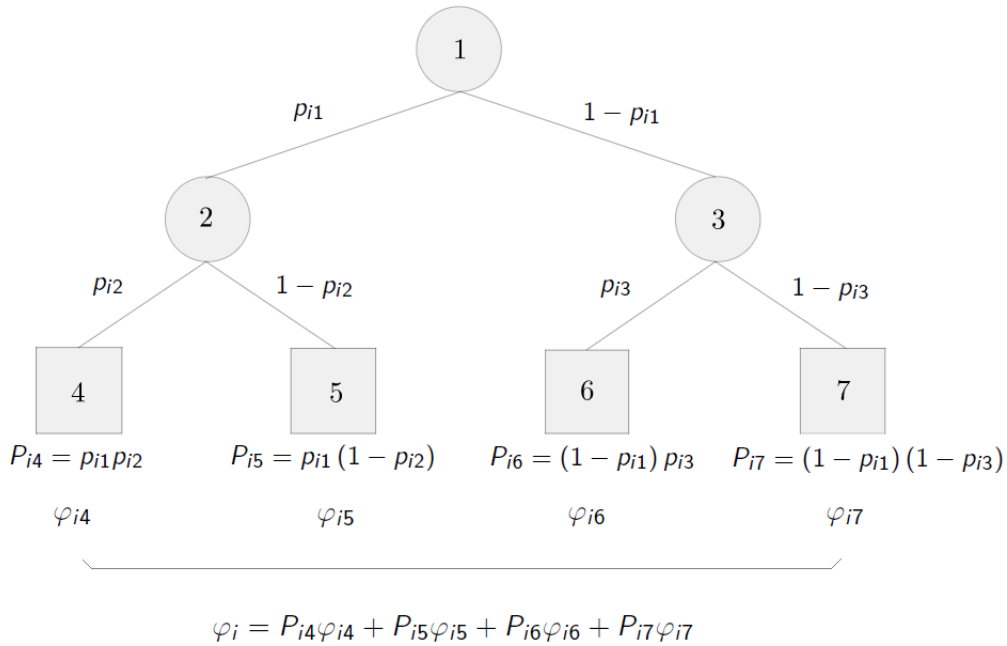 1
p_{i1} 1 − p_{i1}
2 3
p_{i2} 1 − p_{i2} p_{i3} 1 − p_{i3}
4 5 6 7
P_{i4} = p_{i1}p_{i2} P_{i5} = p_{i1} (1 − p_{i2}) P_{i6} = (1 − p_{i1}) p_{i3} P_{i7} = (1 − p_{i1}) (1 − p_{i3})
φ_{i4} φ_{i5} φ_{i6} φ_{i7}
φ_i = P_{i4}φ_{i4} + P_{i5}φ_{i5} + P_{i6}φ_{i6} + P_{i7}φ_{i7}